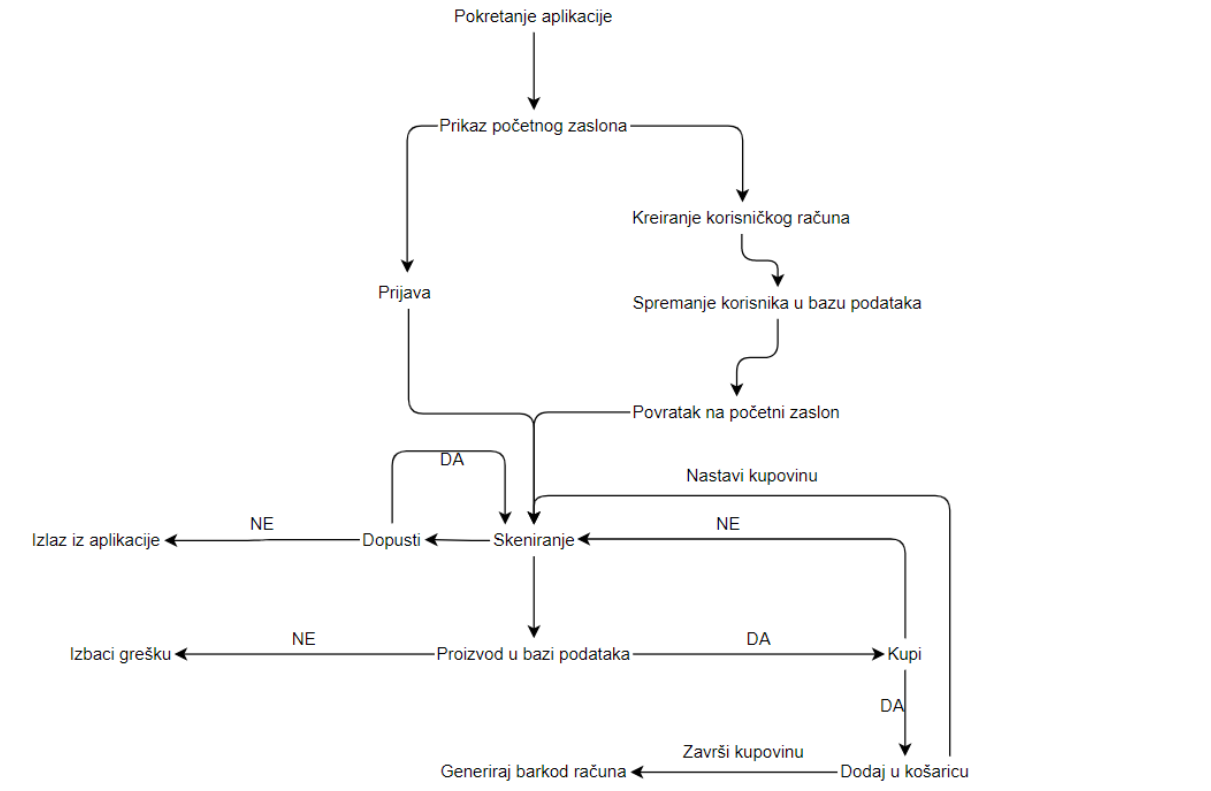 Pokretanje aplikacije
Prikaz početnog zaslona
Kreiranje korisničkog računa
Prijava
Spremanje korisnika u bazu podataka
Povratak na početni zaslon
DA
Nastavi kupovinu
NE
NE
Izlaz iz aplikacije
Dopusti
Skeniranje
NE
DA
Izbaci grešku
Proizvod u bazi podataka
Kupi
DA
Završi kupovinu
Generiraj barkod računa
Dodaj u košaricu